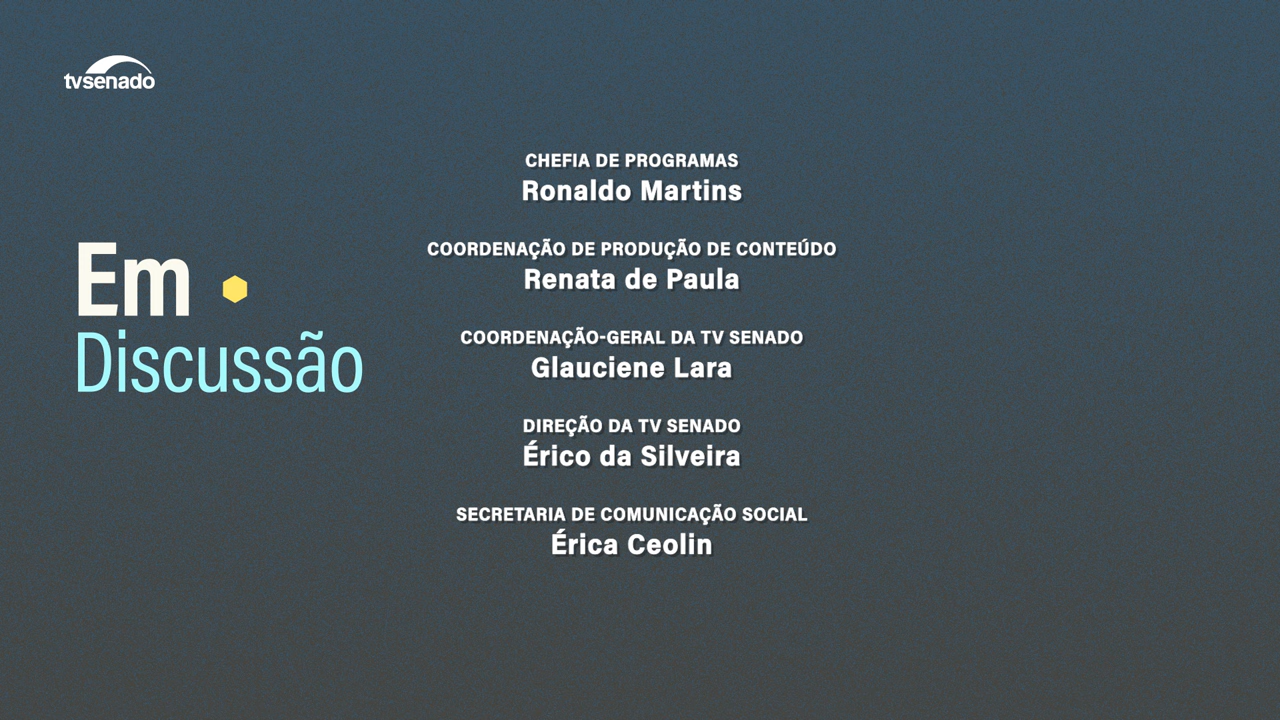 tvsenado
Em
Discussão
CHEFIA DE PROGRAMAS
Ronaldo Martins
COORDENAÇÃO DE PRODUÇÃO DE CONTEÚDO
Renata de Paula
COORDENAÇÃO-GERAL DA TV SENADO
Glauciene Lara
DIREÇÃO DA TV SENADO
Érico da Silveira
SECRETARIA DE COMUNICAÇÃO SOCIAL
Érica Ceolin